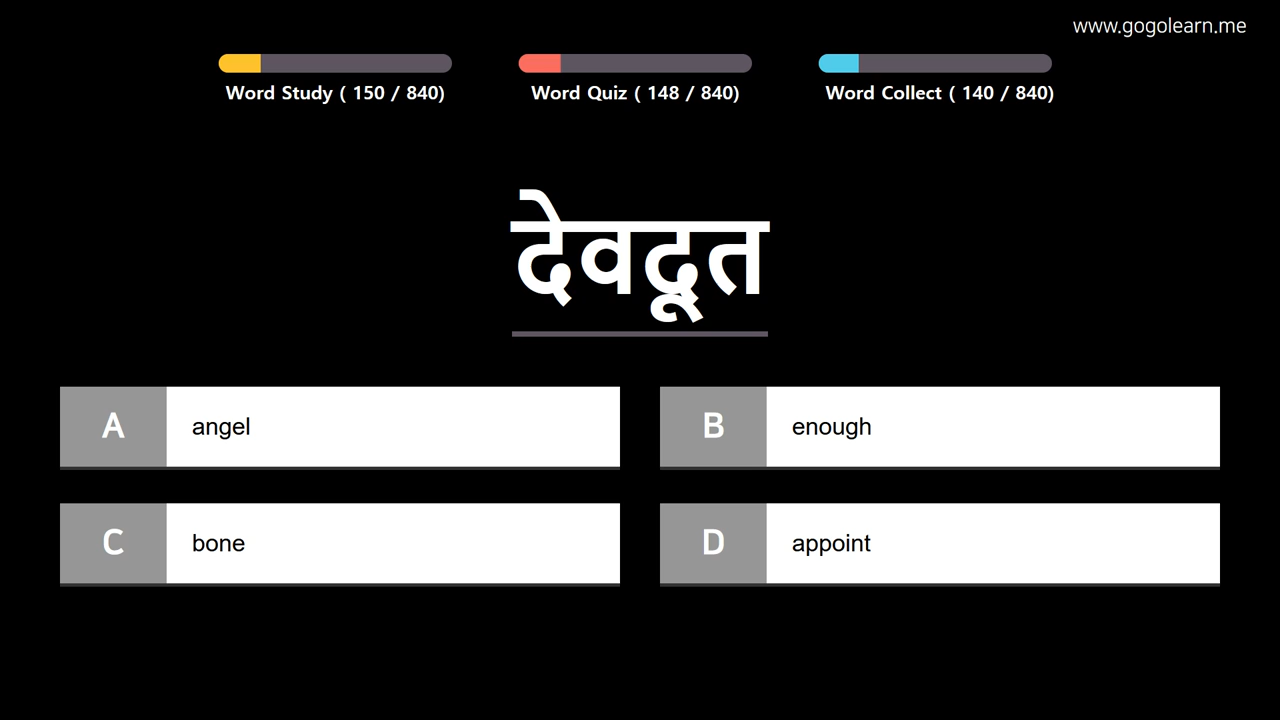 www.gogolearn.me
Word Study ( 150 / 840)
Word Quiz ( 148 / 840)
Word Collect ( 140 / 840)
देवदूत
A angel
B enough
C bone
D appoint